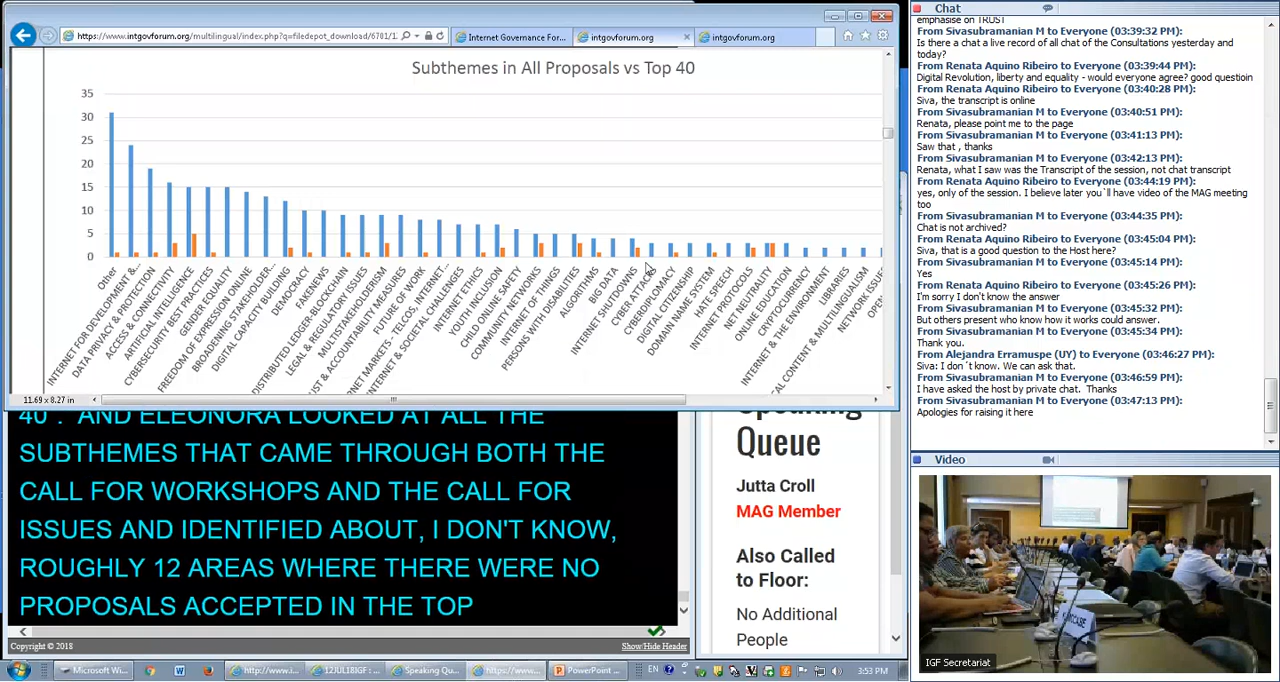 https://www.intgovforum.org/multilingual/index.php?q=filedepot_download/6781/1
Internet Governance For...
intgovforum.org
intgovforum.org
Subthemes in All Proposals vs Top 40
35
30
25
20
15
10
5
0
Other
INTERNET FOR DEVELOPMENT &...
DATA PRIVACY & PROTECTION
ACCESS & CONNECTIVITY
ARTIFICIAL INTELLIGENCE
CYBERSECURITY BEST PRACTICES
GENDER EQUALITY
FREEDOM OF EXPRESSION ONLINE
BROADENING STAKEHOLDER...
DIGITAL CAPACITY BUILDING
DEMOCRACY
FAKENEWS
DISTRIBUTED LEDGER-BLOCKCHAIN
LEGAL & REGULATORY ISSUES
MULTISTAKEHOLDERISM
UST & ACCOUNTABILITY MEASURES
FUTURE OF WORK
NET MARKETS - TELCOS, INTERNET...
INTERNET & SOCIETAL CHALLENGES
INTERNET ETHICS
YOUTH INCLUSION
CHILD ONLINE SAFETY
COMMUNITY NETWORKS
INTERNET OF THINGS
PERSONS WITH DISABILITIES
ALGORITHMS
BIG DATA
INTERNET SHUTDOWNS
CYBER ATTACKS
CYBERDIPLOMACY
DIGITAL CITIZENSHIP
DOMAIN NAME SYSTEM
HATE SPEECH
INTERNET PROTOCOLS
NET NEUTRALITY
ONLINE EDUCATION
CRYPTOCURRENCY
INTERNET & THE ENVIRONMENT
LIBRARIES
CAL CONTENT & MULTILINGUALISM
NETWORK ISSUE
OPEN
11.69 x 8.27 in
40". AND ELEONORA LOOKED AT ALL THE
SUBTHEMES THAT CAME THROUGH BOTH THE
CALL FOR WORKSHOPS AND THE CALL FOR
ISSUES AND IDENTIFIED ABOUT, I DON'T KNOW,
ROUGHLY 12 AREAS WHERE THERE WERE NO
PROPOSALS ACCEPTED IN THE TOP
Copyright © 2018
Show/Hide Header
Speaking
Queue
Jutta Croll
MAG Member
Also Called
to Floor:
No Additional
People
Microsoft Wi...
http://www.i...
12JUL18IGF :...
Speaking Qu...
https://www...
PowerPoint ...
EN
3:53 PM
Chat
emphasise on TRUST
From Sivasubramanian M to Everyone (03:39:32 PM):
Is there a chat a live record of all chat of the Consultations yesterday and
today?
From Renata Aquino Ribeiro to Everyone (03:39:44 PM):
Digital Revolution, liberty and equality - would everyone agree? good questioin
From Renata Aquino Ribeiro to Everyone (03:40:28 PM):
Siva, the transcript is online
From Sivasubramanian M to Everyone (03:40:51 PM):
Renata, please point me to the page
From Sivasubramanian M to Everyone (03:41:13 PM):
Saw that , thanks
From Sivasubramanian M to Everyone (03:42:13 PM):
Renata, what I saw was the Transcript of the session, not chat transcript
From Renata Aquino Ribeiro to Everyone (03:44:19 PM):
yes, only of the session. I believe later you`ll have video of the MAG meeting
too
From Sivasubramanian M to Everyone (03:44:35 PM):
Chat is not archived?
From Renata Aquino Ribeiro to Everyone (03:45:04 PM):
Siva, that is a good question to the Host here?
From Sivasubramanian M to Everyone (03:45:14 PM):
Yes
From Renata Aquino Ribeiro to Everyone (03:45:26 PM):
I'm sorry I don't know the answer
From Sivasubramanian M to Everyone (03:45:32 PM):
But others present who know how it works could answer.
From Sivasubramanian M to Everyone (03:45:34 PM):
Thank you.
From Alejandra Erramuspe (UY) to Everyone (03:46:27 PM):
Siva: I don´t know. We can ask that.
From Sivasubramanian M to Everyone (03:46:59 PM):
I have asked the host by private chat. Thanks
From Sivasubramanian M to Everyone (03:47:13 PM):
Apologies for raising it here
Video
IGF Secretariat